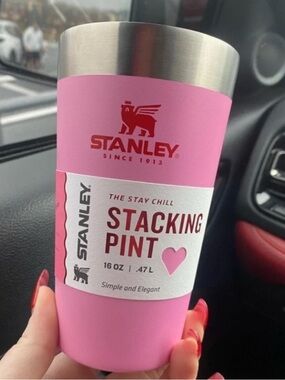 STANLEY
SINCE 1913
STANLEY
THE STAY CHILL
STACKING
PINT
16 OZ | .47 L
Simple and Elegant